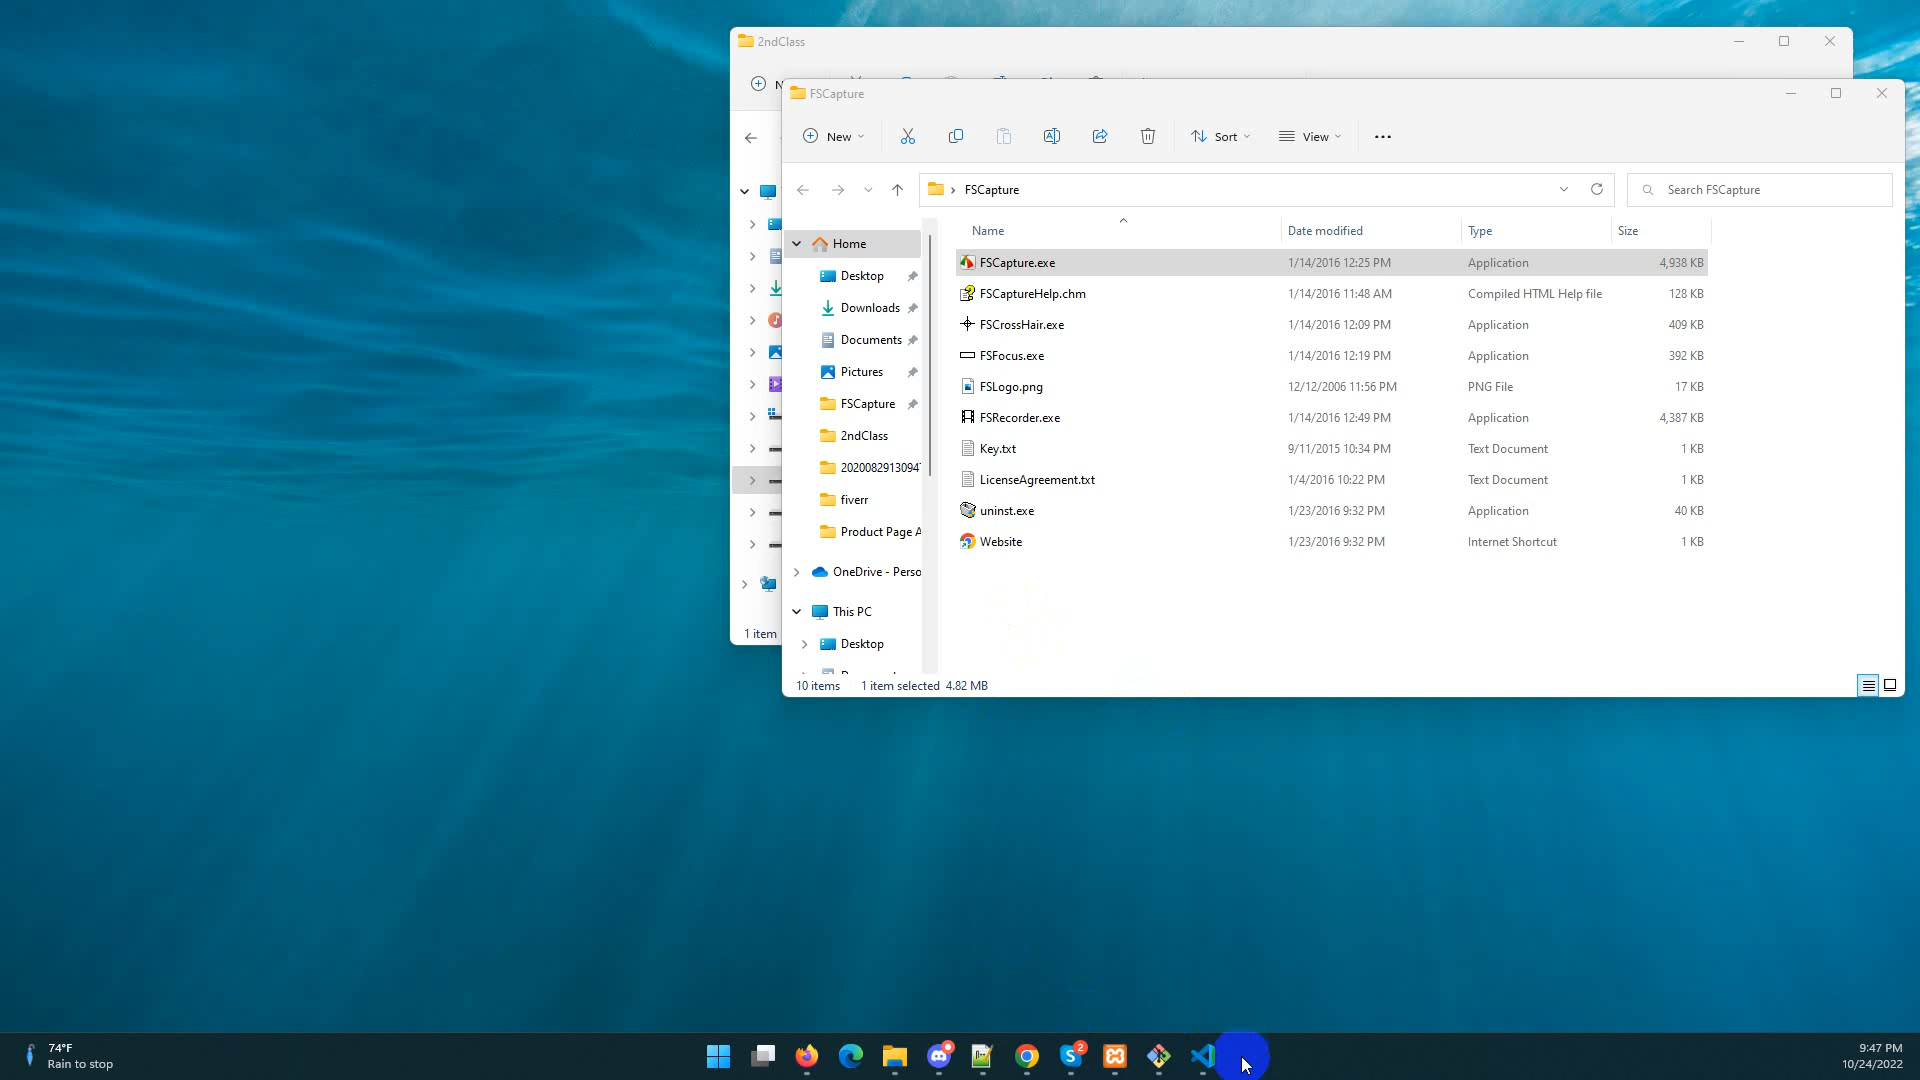 2ndClass
FSCapture
New
Sort
View
FSCapture
Search FSCapture
Name Date modified Type Size
Home
Desktop
Downloads
Documents
Pictures
FSCapture
2ndClass
fiverr
Product Page A
OneDrive - Perso
This PC
Desktop
FSCapture.exe 1/14/2016 12:25 PM Application 4,938 KB
FSCaptureHelp.chm 1/14/2016 11:48 AM Compiled HTML Help file 128 KB
FSCrossHair.exe 1/14/2016 12:09 PM Application 409 KB
FSFocus.exe 1/14/2016 12:19 PM Application 392 KB
FSLogo.png 12/12/2006 11:56 PM PNG File 17 KB
FSRecorder.exe 1/14/2016 12:49 PM Application 4,387 KB
Key.txt 9/11/2015 10:34 PM Text Document 1 KB
LicenseAgreement.txt 1/4/2016 10:22 PM Text Document 1 KB
uninst.exe 1/23/2016 9:32 PM Application 40 KB
Website 1/23/2016 9:32 PM Internet Shortcut 1 KB
1 item
10 items 1 item selected 4.82 MB
74°F
Rain to stop
2
9:47 PM
10/24/2022